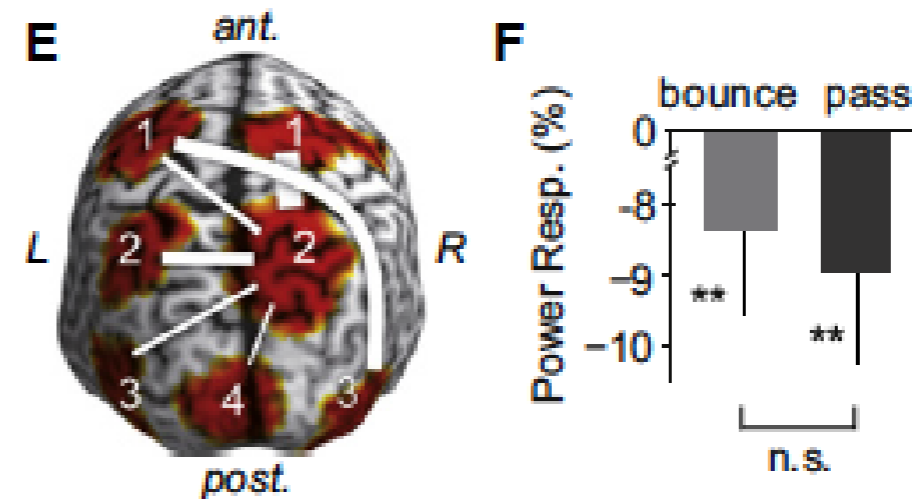 E
ant.
1 1
L 2 2 R
3 4 3
post.
F
bounce pass
Power Resp. (%)
0
-8
-9
-10
**
**
n.s.